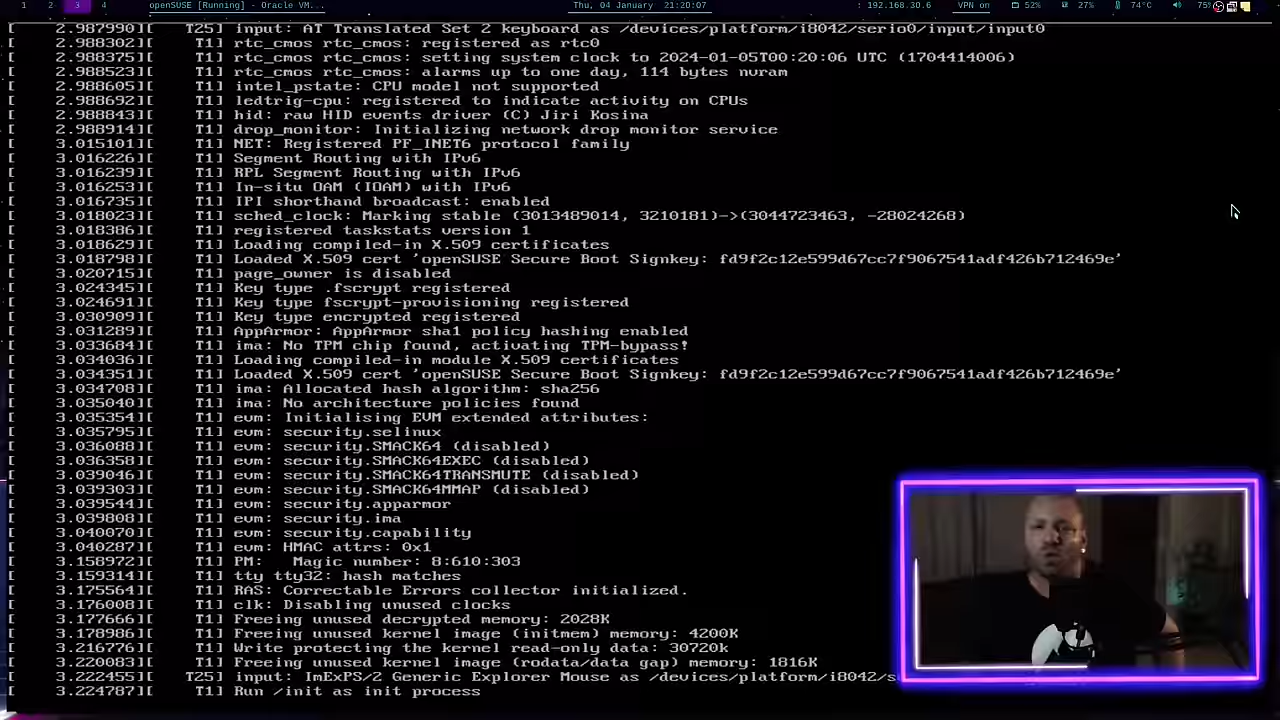 1 2 3 4 openSUSE [Running] - Oracle VM... Thu, 04 January 21:20:07 : 192.168.30.6 VPN on 52% 27% 74°C 75%
[    2.987990][   T25] input: AT Translated Set 2 keyboard as /devices/platform/i8042/serio0/input/input0
[    2.988302][    T1] rtc_cmos rtc_cmos: registered as rtc0
[    2.988375][    T1] rtc_cmos rtc_cmos: setting system clock to 2024-01-05T00:20:06 UTC (1704414006)
[    2.988523][    T1] rtc_cmos rtc_cmos: alarms up to one day, 114 bytes nvram
[    2.988605][    T1] intel_pstate: CPU model not supported
[    2.988692][    T1] ledtrig-cpu: registered to indicate activity on CPUs
[    2.988843][    T1] hid: raw HID events driver (C) Jiri Kosina
[    2.988914][    T1] drop_monitor: Initializing network drop monitor service
[    3.015101][    T1] NET: Registered PF_INET6 protocol family
[    3.016226][    T1] Segment Routing with IPv6
[    3.016239][    T1] RPL Segment Routing with IPv6
[    3.016253][    T1] In-situ OAM (IOAM) with IPv6
[    3.016735][    T1] IPI shorthand broadcast: enabled
[    3.018023][    T1] sched_clock: Marking stable (3013489014, 3210181)->(3044723463, -28024268)
[    3.018386][    T1] registered taskstats version 1
[    3.018629][    T1] Loading compiled-in X.509 certificates
[    3.018798][    T1] Loaded X.509 cert 'openSUSE Secure Boot Signkey: fd9f2c12e599d67cc7f9067541adf426b712469e'
[    3.020715][    T1] page_owner is disabled
[    3.024345][    T1] Key type .fscrypt registered
[    3.024691][    T1] Key type fscrypt-provisioning registered
[    3.030909][    T1] Key type encrypted registered
[    3.031289][    T1] AppArmor: AppArmor sha1 policy hashing enabled
[    3.033684][    T1] ima: No TPM chip found, activating TPM-bypass!
[    3.034036][    T1] Loading compiled-in module X.509 certificates
[    3.034351][    T1] Loaded X.509 cert 'openSUSE Secure Boot Signkey: fd9f2c12e599d67cc7f9067541adf426b712469e'
[    3.034708][    T1] ima: Allocated hash algorithm: sha256
[    3.035040][    T1] ima: No architecture policies found
[    3.035354][    T1] evm: Initialising EVM extended attributes:
[    3.035795][    T1] evm: security.selinux
[    3.036088][    T1] evm: security.SMACK64 (disabled)
[    3.036358][    T1] evm: security.SMACK64EXEC (disabled)
[    3.039046][    T1] evm: security.SMACK64TRANSMUTE (disabled)
[    3.039303][    T1] evm: security.SMACK64MMAP (disabled)
[    3.039544][    T1] evm: security.apparmor
[    3.039808][    T1] evm: security.ima
[    3.040070][    T1] evm: security.capability
[    3.040287][    T1] evm: HMAC attrs: 0x1
[    3.158972][    T1] PM:   Magic number: 8:610:303
[    3.159314][    T1] tty tty32: hash matches
[    3.175564][    T1] RAS: Correctable Errors collector initialized.
[    3.176008][    T1] clk: Disabling unused clocks
[    3.177666][    T1] Freeing unused decrypted memory: 2028K
[    3.178986][    T1] Freeing unused kernel image (initmem) memory: 4200K
[    3.216776][    T1] Write protecting the kernel read-only data: 30720k
[    3.220083][    T1] Freeing unused kernel image (rodata/data gap) memory: 1816K
[    3.222455][   T25] input: ImExPS/2 Generic Explorer Mouse as /devices/platform/i8042/s
[    3.224787][    T1] Run /init as init process